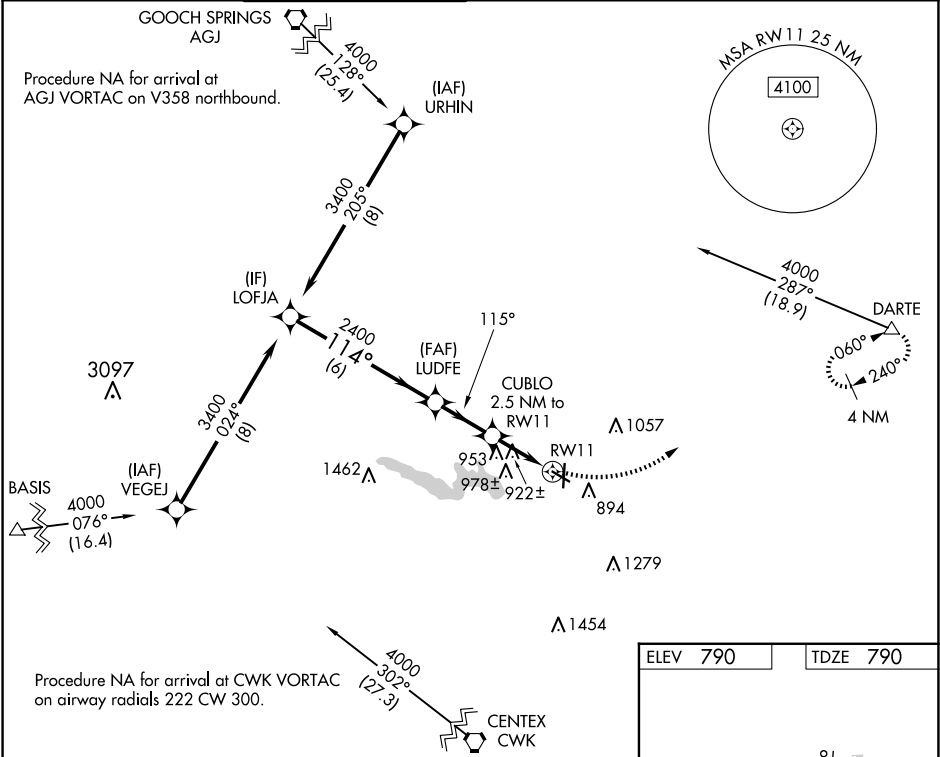 GOOCH SPRINGS
AGJ
4000
128°
(25.4)
Procedure NA for arrival at
AGJ VORTAC on V358 northbound.
(IAF)
URHIN
MSA RW11 25 NM
4100
3400
205°
(8)
(IF)
LOFJA
4000
287°
(18.9)
DARTE
060°
240°
4 NM
2400
114°
(6)
115°
(FAF)
LUDFE
CUBLO
2.5 NM to
RW11
3097
3400
024°
(8)
1057
RW11
953
978±
922±
894
1462
(IAF)
VEGEJ
BASIS
4000
076°
(16.4)
1279
1454
4000
302°
(27.3)
Procedure NA for arrival at CWK VORTAC
on airway radials 222 CW 300.
CENTEX
CWK
ELEV 790
TDZE 790